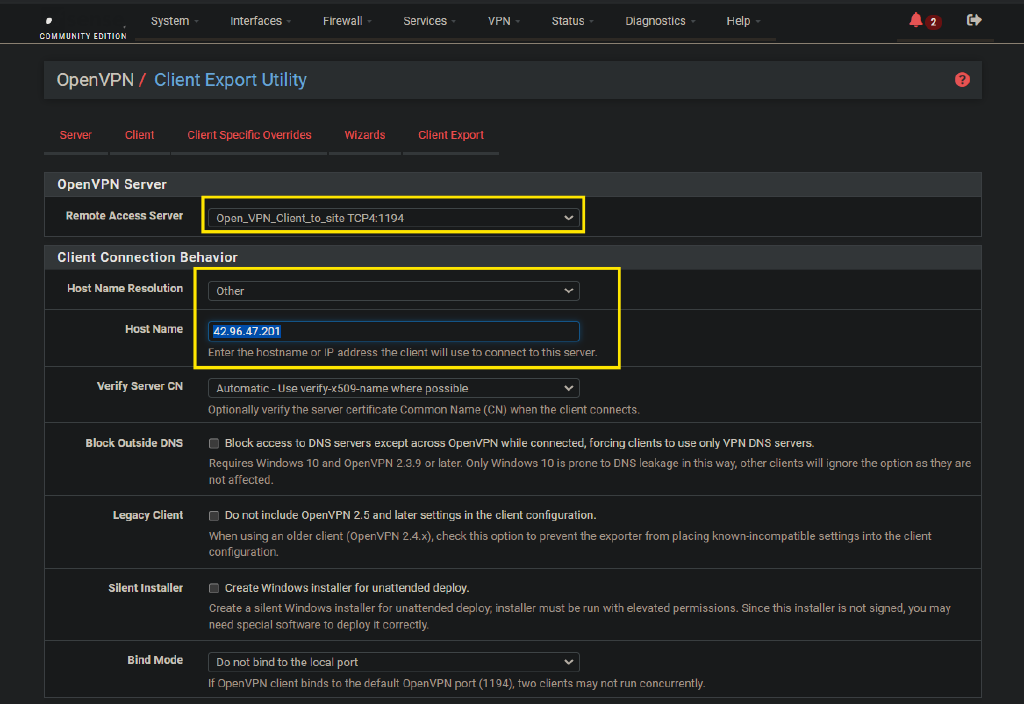 COMMUNITY EDITION
System Interfaces Firewall Services VPN Status Diagnostics Help 2
OpenVPN / Client Export Utility ?
Server Client Client Specific Overrides Wizards Client Export
OpenVPN Server
Remote Access Server Open_VPN_Client_to_site TCP4:1194
Client Connection Behavior
Host Name Resolution Other
Host Name 42.96.47.201
Enter the hostname or IP address the client will use to connect to this server.
Verify Server CN Automatic - Use verify-x509-name where possible
Optionally verify the server certificate Common Name (CN) when the client connects.
Block Outside DNS Block access to DNS servers except across OpenVPN while connected, forcing clients to use only VPN DNS servers.
Requires Windows 10 and OpenVPN 2.3.9 or later. Only Windows 10 is prone to DNS leakage in this way, other clients will ignore the option as they are
not affected.
Legacy Client Do not include OpenVPN 2.5 and later settings in the client configuration.
When using an older client (OpenVPN 2.4.x), check this option to prevent the exporter from placing known-incompatible settings into the client
configuration.
Silent Installer Create Windows installer for unattended deploy.
Create a silent Windows installer for unattended deploy; installer must be run with elevated permissions. Since this installer is not signed, you may
need special software to deploy it correctly.
Bind Mode Do not bind to the local port
If OpenVPN client binds to the default OpenVPN port (1194), two clients may not run concurrently.